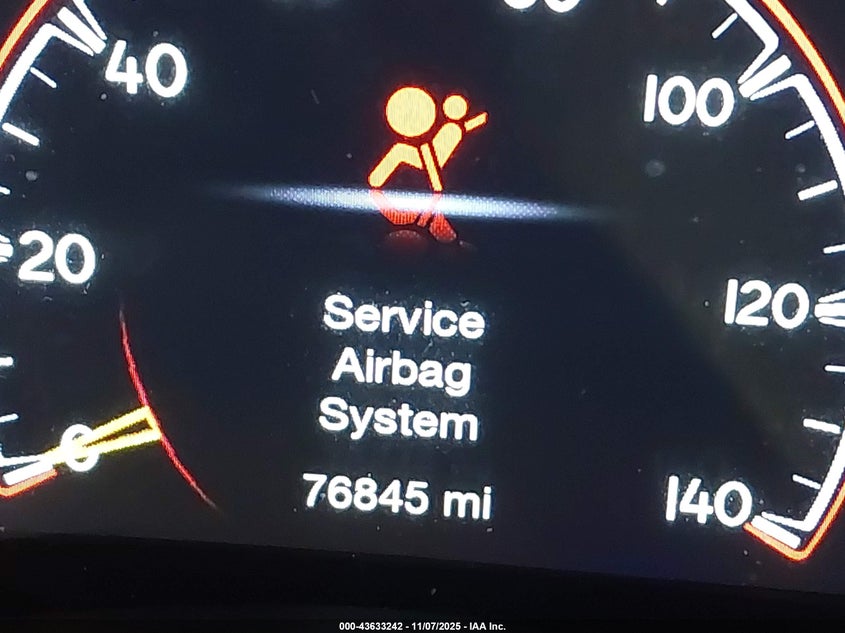 40
100
20
120
Service
Airbag
System
0
76845 mi
140
000-43633242 - 11/07/2025 - IAA Inc.